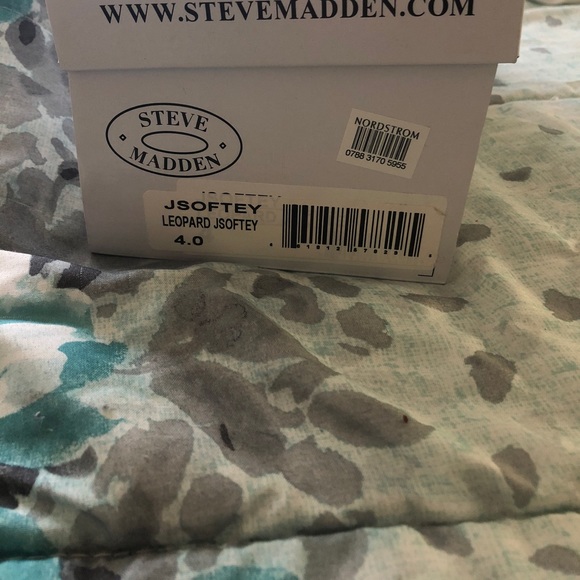 WWW.STEVEMADDEN.COM
STEVE
MADDEN
NORDSTROM
0788 3170 5955
JSOFTEY
LEOPARD JSOFTEY
4.0